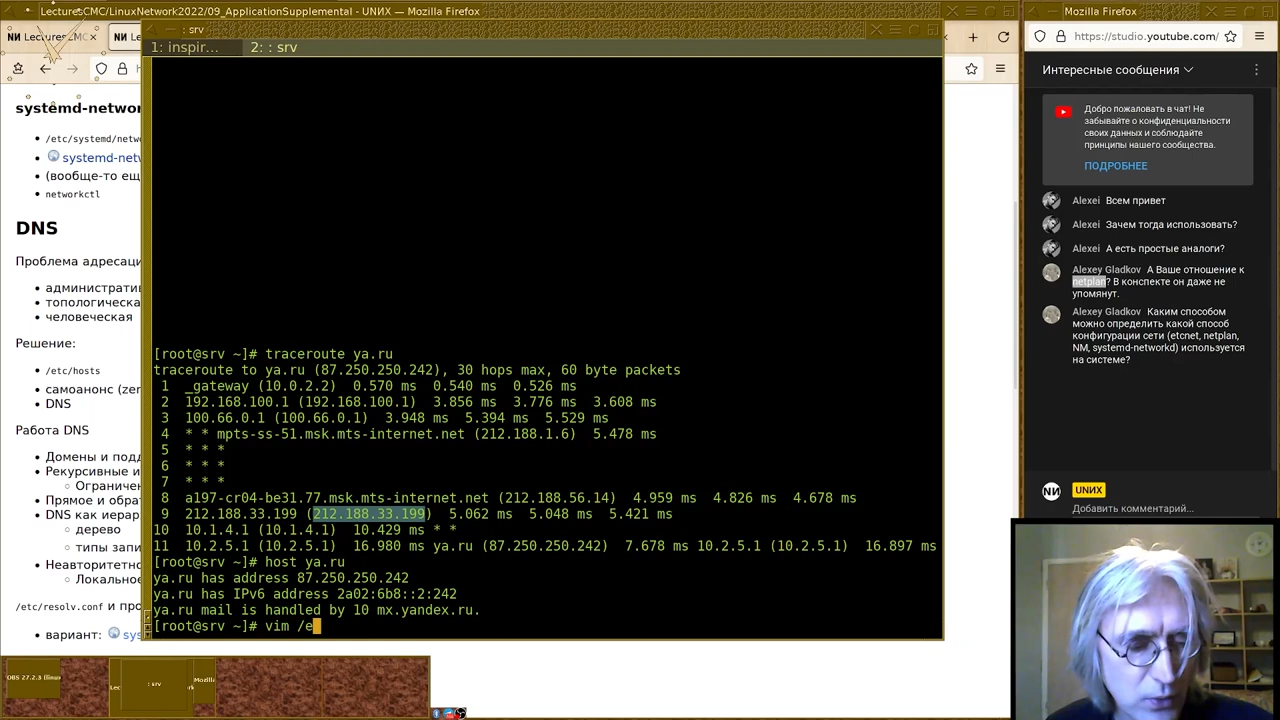 LecturesCMC/LinuxNetwork2022/09_ApplicationSupplemental - UNИX — Mozilla Firefox
Mozilla Firefox
: srv
1: inspir... 2: : srv
https://studio.youtube.com/
systemd-networ
/etc/systemd/netw
systemd-net
(вообще-то ещ
networkctl
DNS
Проблема адресаци
административ
топологическа
человеческая
Решение:
/etc/hosts
самоанонс (zer
DNS
Работа DNS
Домены и подд
Рекурсивные и
Ограничен
Прямое и обрат
DNS как иерар
дерево
типы запи
Неавторитетно
Локальное
/etc/resolv.conf и про
вариант: sys
[root@srv ~]# traceroute ya.ru
traceroute to ya.ru (87.250.250.242), 30 hops max, 60 byte packets
1 _gateway (10.0.2.2) 0.570 ms 0.540 ms 0.526 ms
2 192.168.100.1 (192.168.100.1) 3.856 ms 3.776 ms 3.608 ms
3 100.66.0.1 (100.66.0.1) 3.948 ms 5.394 ms 5.529 ms
4 * * mpts-ss-51.msk.mts-internet.net (212.188.1.6) 5.478 ms
5 * * *
6 * * *
7 * * *
8 a197-cr04-be31.77.msk.mts-internet.net (212.188.56.14) 4.959 ms 4.826 ms 4.678 ms
9 212.188.33.199 (212.188.33.199) 5.062 ms 5.048 ms 5.421 ms
10 10.1.4.1 (10.1.4.1) 10.429 ms * *
11 10.2.5.1 (10.2.5.1) 16.980 ms ya.ru (87.250.250.242) 7.678 ms 10.2.5.1 (10.2.5.1) 16.897 ms
[root@srv ~]# host ya.ru
ya.ru has address 87.250.250.242
ya.ru has IPv6 address 2a02:6b8::2:242
ya.ru mail is handled by 10 mx.yandex.ru.
[root@srv ~]# vim /e
Интересные сообщения
Добро пожаловать в чат! Не
забывайте о конфиденциальности
своих данных и соблюдайте
принципы нашего сообщества.
ПОДРОБНЕЕ
Alexei Всем привет
Alexei Зачем тогда использовать?
Alexei А есть простые аналоги?
Alexey Gladkov А Ваше отношение к
netplan? В конспекте он даже не
упомянут.
Alexey Gladkov Каким способом
можно определить какой способ
конфигурации сети (etcnet, netplan,
NM, systemd-networkd) используется
на системе?
UNИX
Добавить комментарий...
OBS 27.2.3 (linux
: srv
Mozilla